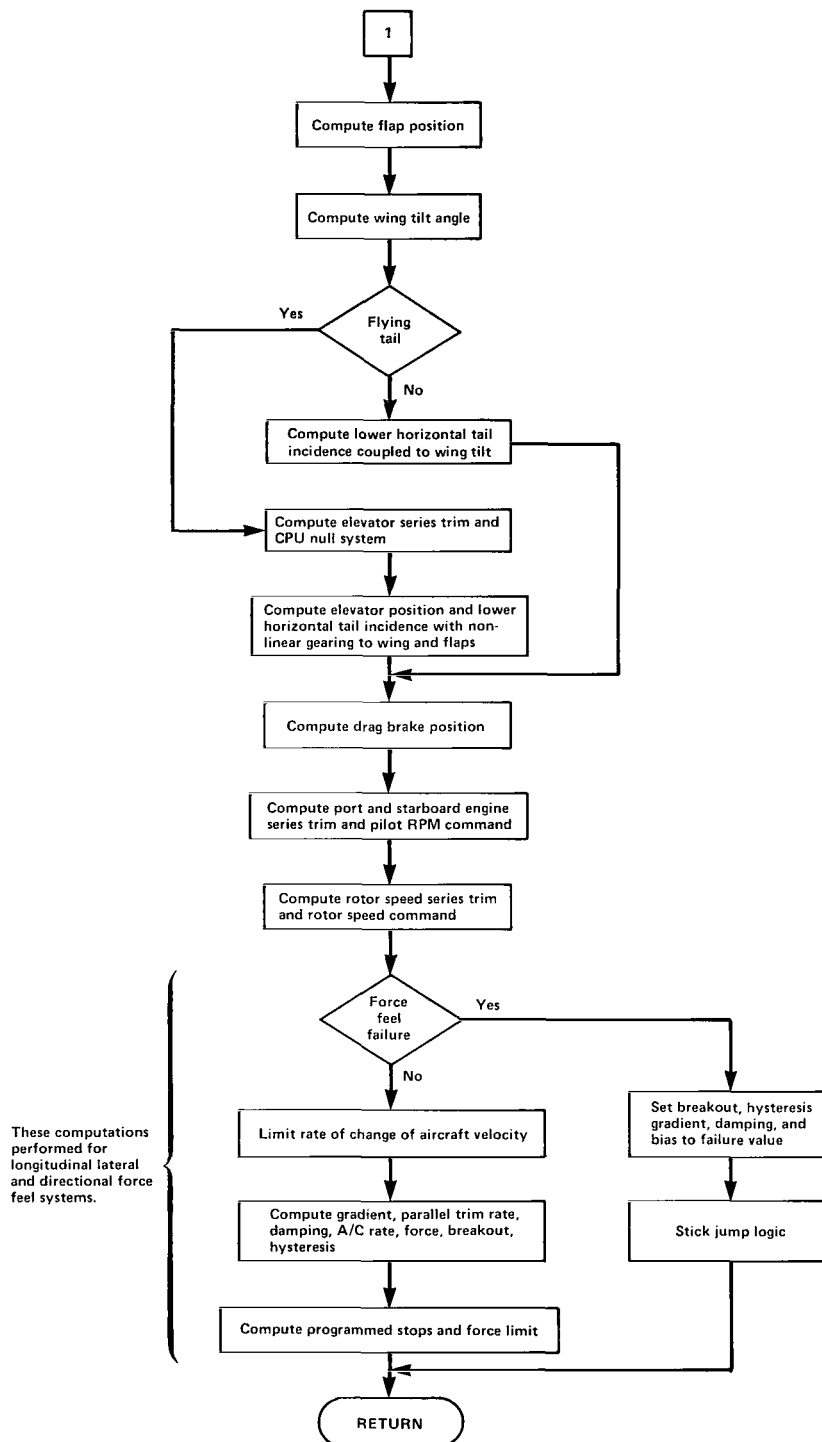 1
Compute flap position
Compute wing tilt angle
Yes
Flying
tail
No
Compute lower horizontal tail
incidence coupled to wing tilt
Compute elevator series trim and
CPU null system
Compute elevator position and lower
horizontal tail incidence with non-
linear gearing to wing and flaps
Compute drag brake position
Compute port and starboard engine
series trim and pilot RPM command
Compute rotor speed series trim
and rotor speed command
Force
feel
failure
Yes
No
These computations
performed for
longitudinal lateral
and directional force
feel systems.
Limit rate of change of aircraft velocity
Set breakout, hysteresis
gradient, damping, and
bias to failure value
Compute gradient, parallel trim rate,
damping, A/C rate, force, breakout,
hysteresis
Stick jump logic
Compute programmed stops and force limit
RETURN